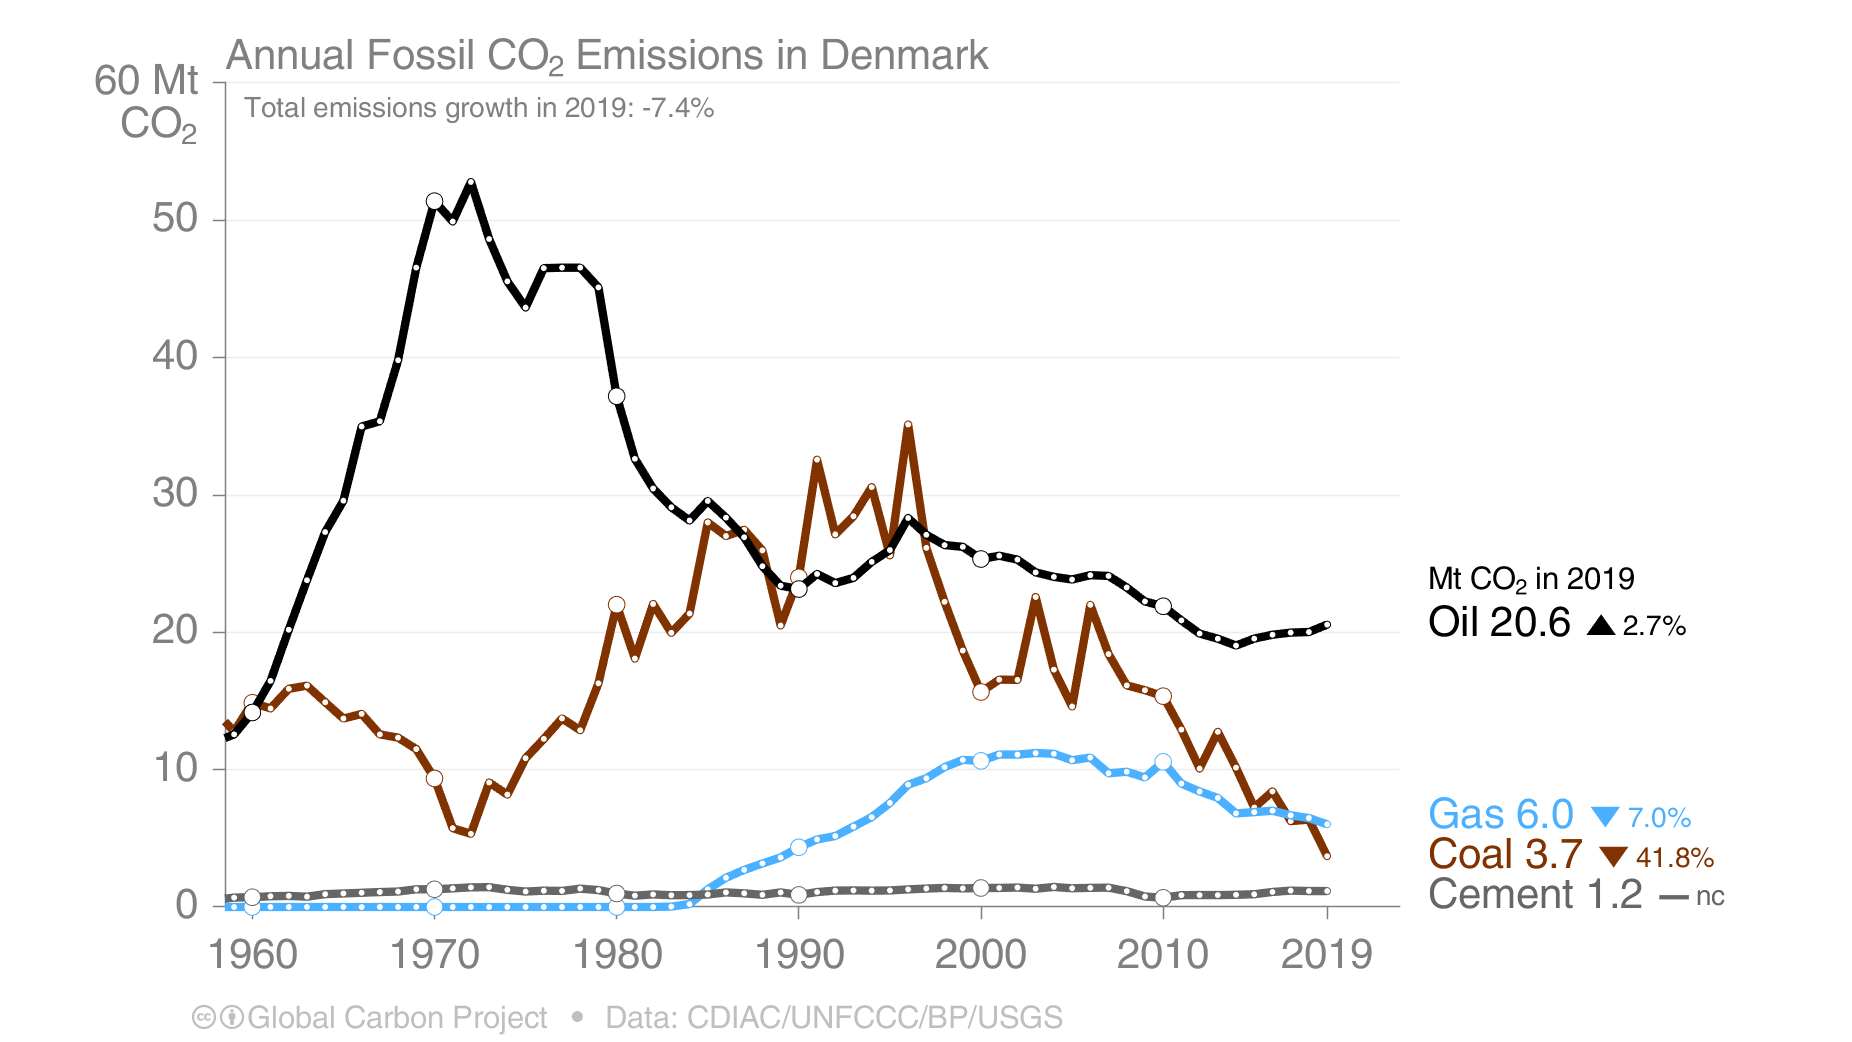 Annual Fossil CO₂ Emissions in Denmark
60 Mt
CO₂
Total emissions growth in 2019: -7.4%
50
40
30
20
10
0
Mt CO₂ in 2019
Oil 20.6 ▲ 2.7%
Gas 6.0 ▼ 7.0%
Coal 3.7 ▼ 41.8%
Cement 1.2 — nc
1960 1970 1980 1990 2000 2010 2019
cc Global Carbon Project • Data: CDIAC/UNFCCC/BP/USGS